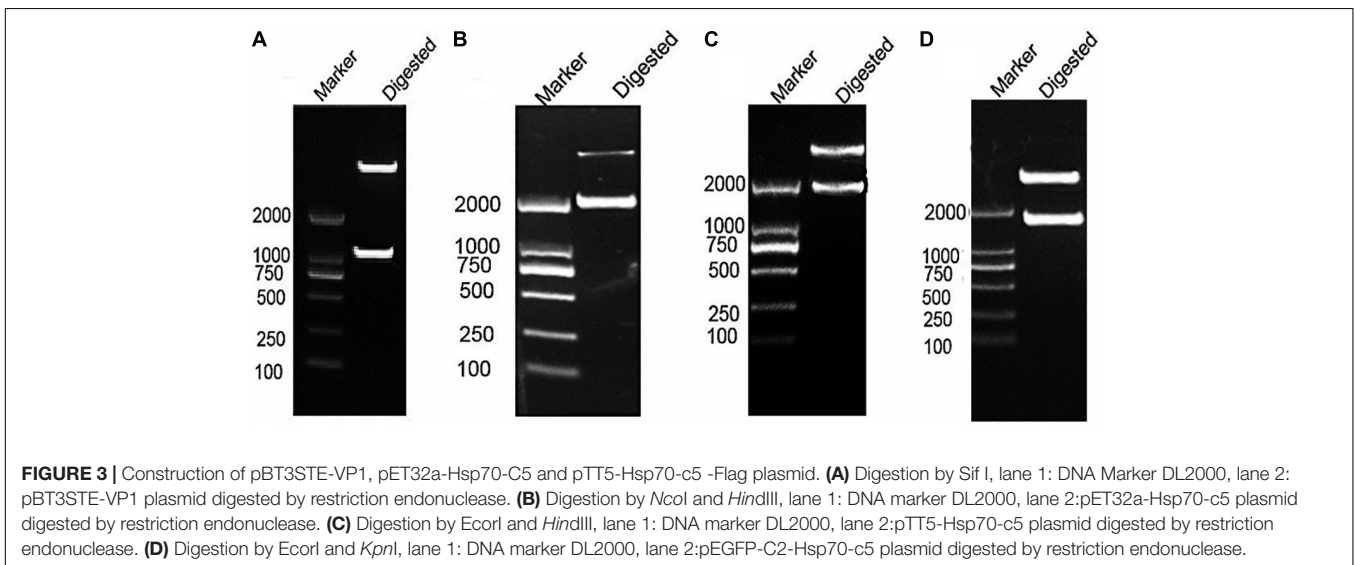 A
B
C
D
Marker
Digested
Marker
Digested
Marker
Digested
Marker
Digested
2000
1000
750
500
250
100
2000
1000
750
500
250
100
2000
1000
750
500
250
100
2000
1000
750
500
250
100
FIGURE 3 | Construction of pBT3STE-VP1, pET32a-Hsp70-C5 and pTT5-Hsp70-c5 -Flag plasmid. (A) Digestion by Sif I, lane 1: DNA Marker DL2000, lane 2:
pBT3STE-VP1 plasmid digested by restriction endonuclease. (B) Digestion by NcoI and HindIII, lane 1: DNA marker DL2000, lane 2:pET32a-Hsp70-c5 plasmid
digested by restriction endonuclease. (C) Digestion by EcorI and HindIII, lane 1: DNA marker DL2000, lane 2:pTT5-Hsp70-c5 plasmid digested by restriction
endonuclease. (D) Digestion by EcorI and KpnI, lane 1: DNA marker DL2000, lane 2:pEGFP-C2-Hsp70-c5 plasmid digested by restriction endonuclease.